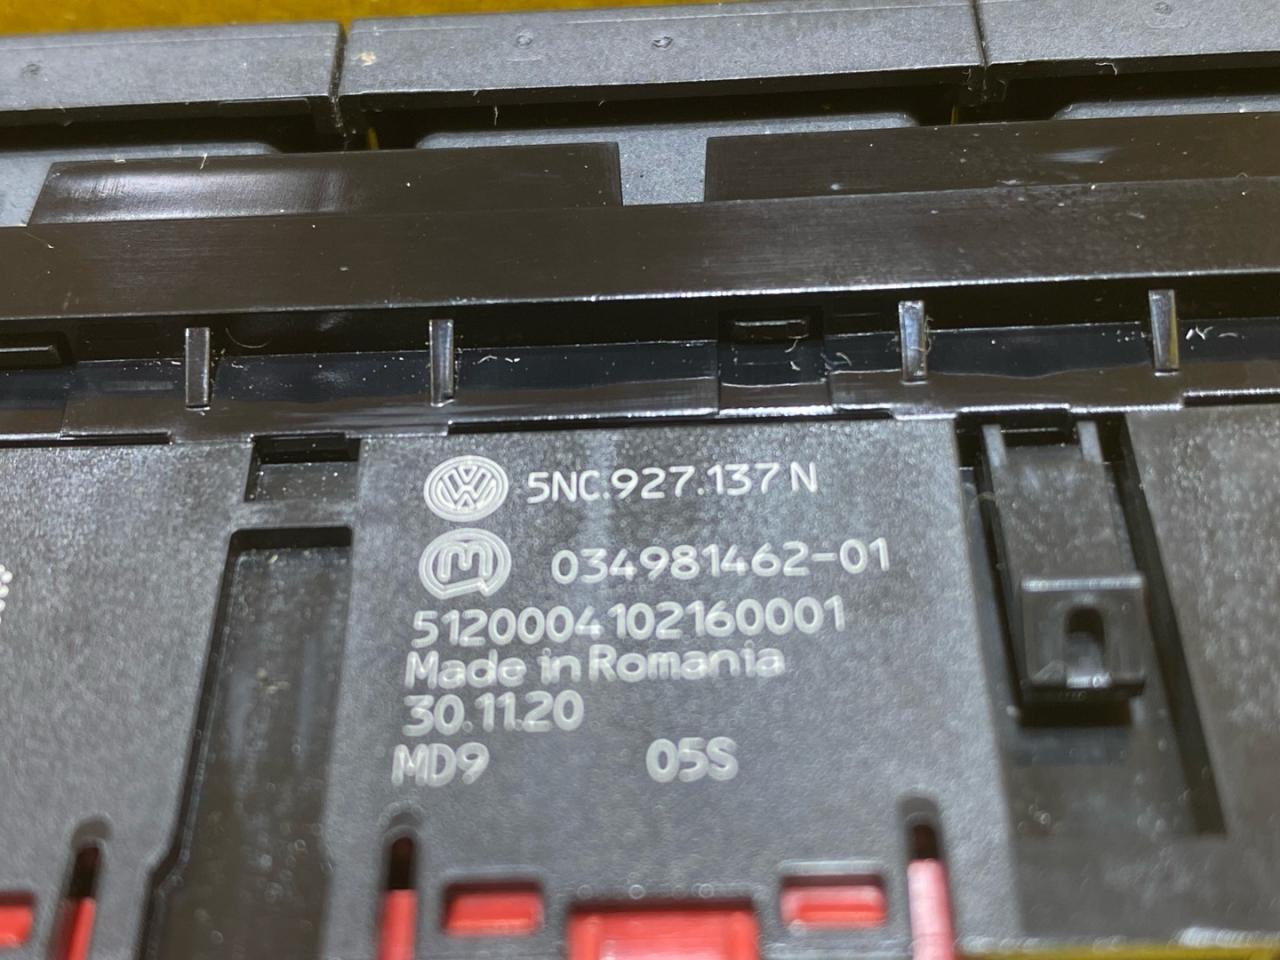 5NC.927.137 N
034981462-01
5120004102160001
Made in Romania
30.11.20
MD9 05S